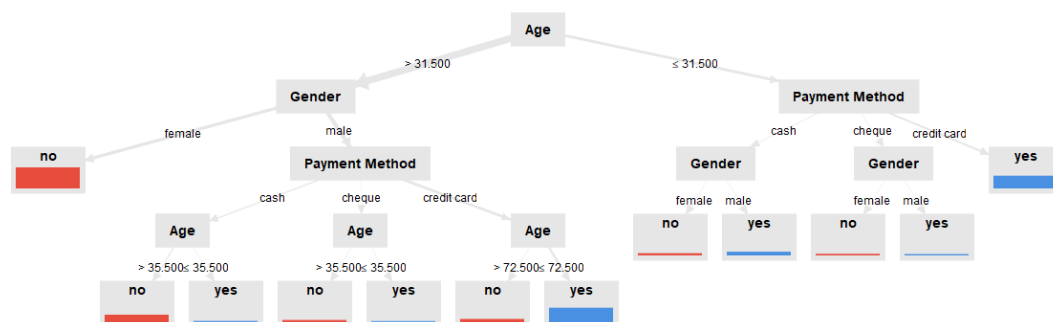 Age
> 31.500 ≤ 31.500
Gender Payment Method
female male cash cheque credit card
no Payment Method Gender Gender yes
cash cheque credit card female male female male
Age Age Age no yes no yes
> 35.500≤ 35.500 > 35.500≤ 35.500 > 72.500≤ 72.500
no yes no yes no yes